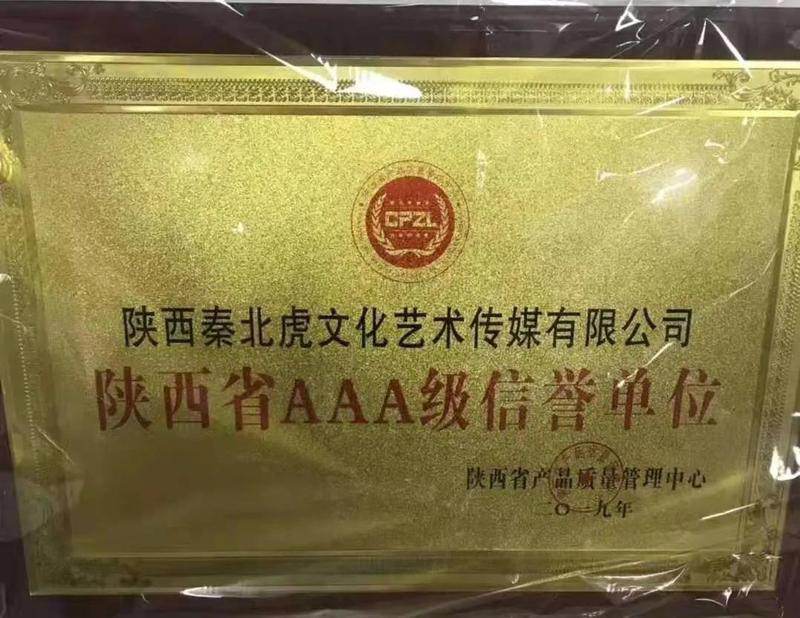 CPZL
陕西秦北虎文化艺术传媒有限公司
陕西省AAA级信誉单位
陕西省产品质量管理中心
二〇一九年